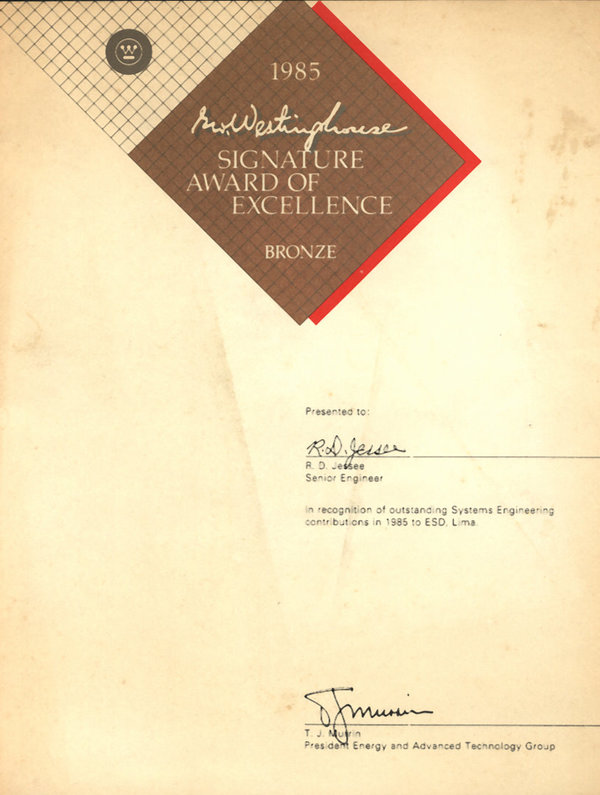 W
1985
Geo. Westinghouse
SIGNATURE
AWARD OF
EXCELLENCE
BRONZE
Presented to:
R.D. Jessee
R. D. Jessee
Senior Engineer
In recognition of outstanding Systems Engineering
contributions in 1985 to ESD, Lima.
T J Murrin
T. J. Murrin
President Energy and Advanced Technology Group